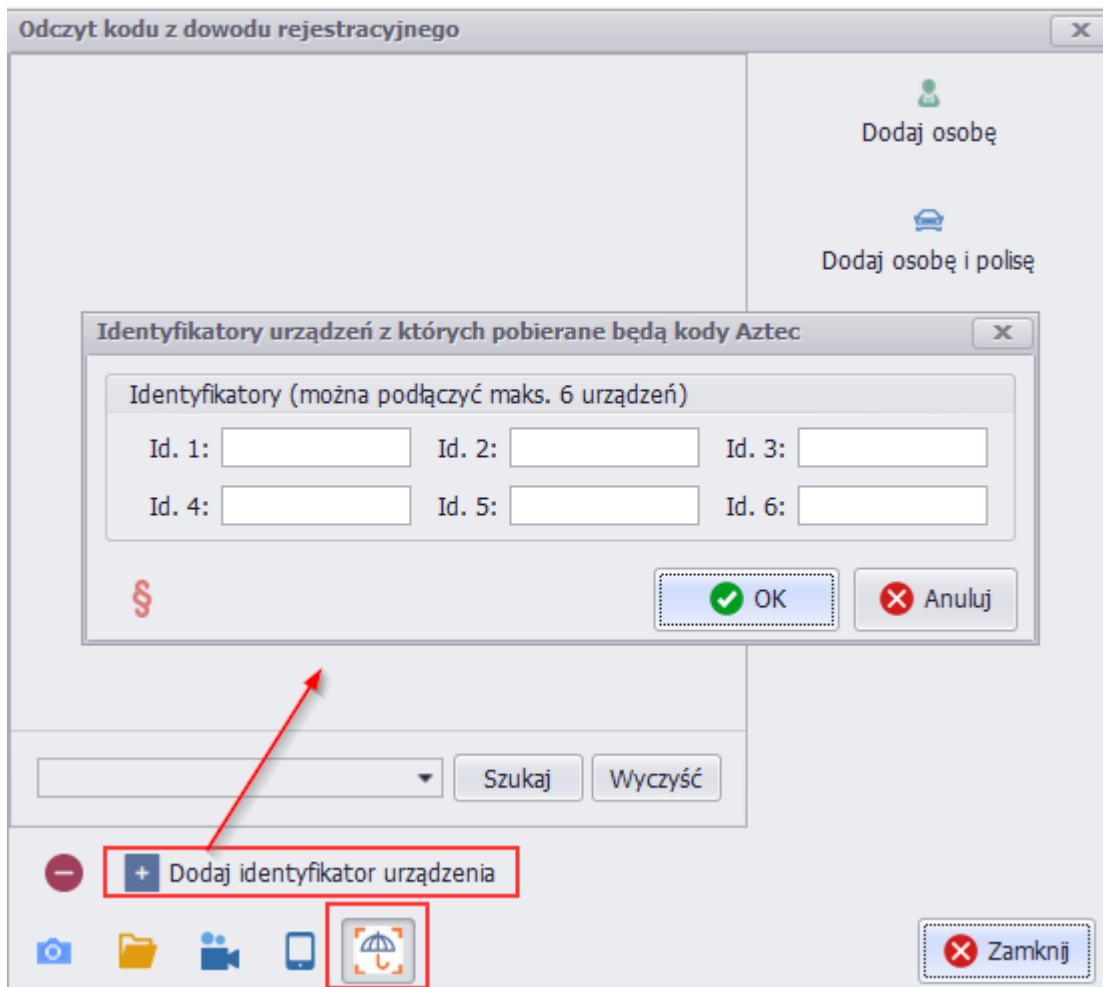 Odczyt kodu z dowodu rejestracyjnego
Dodaj osobę
Dodaj osobę i polisę
Identyfikatory urządzeń z których pobierane będą kody Aztec
Identyfikatory (można podłączyć maks. 6 urządzeń)
Id. 1: Id. 2: Id. 3:
Id. 4: Id. 5: Id. 6:
§ OK Anuluj
Szukaj Wyczyść
Dodaj identyfikator urządzenia
Zamknij